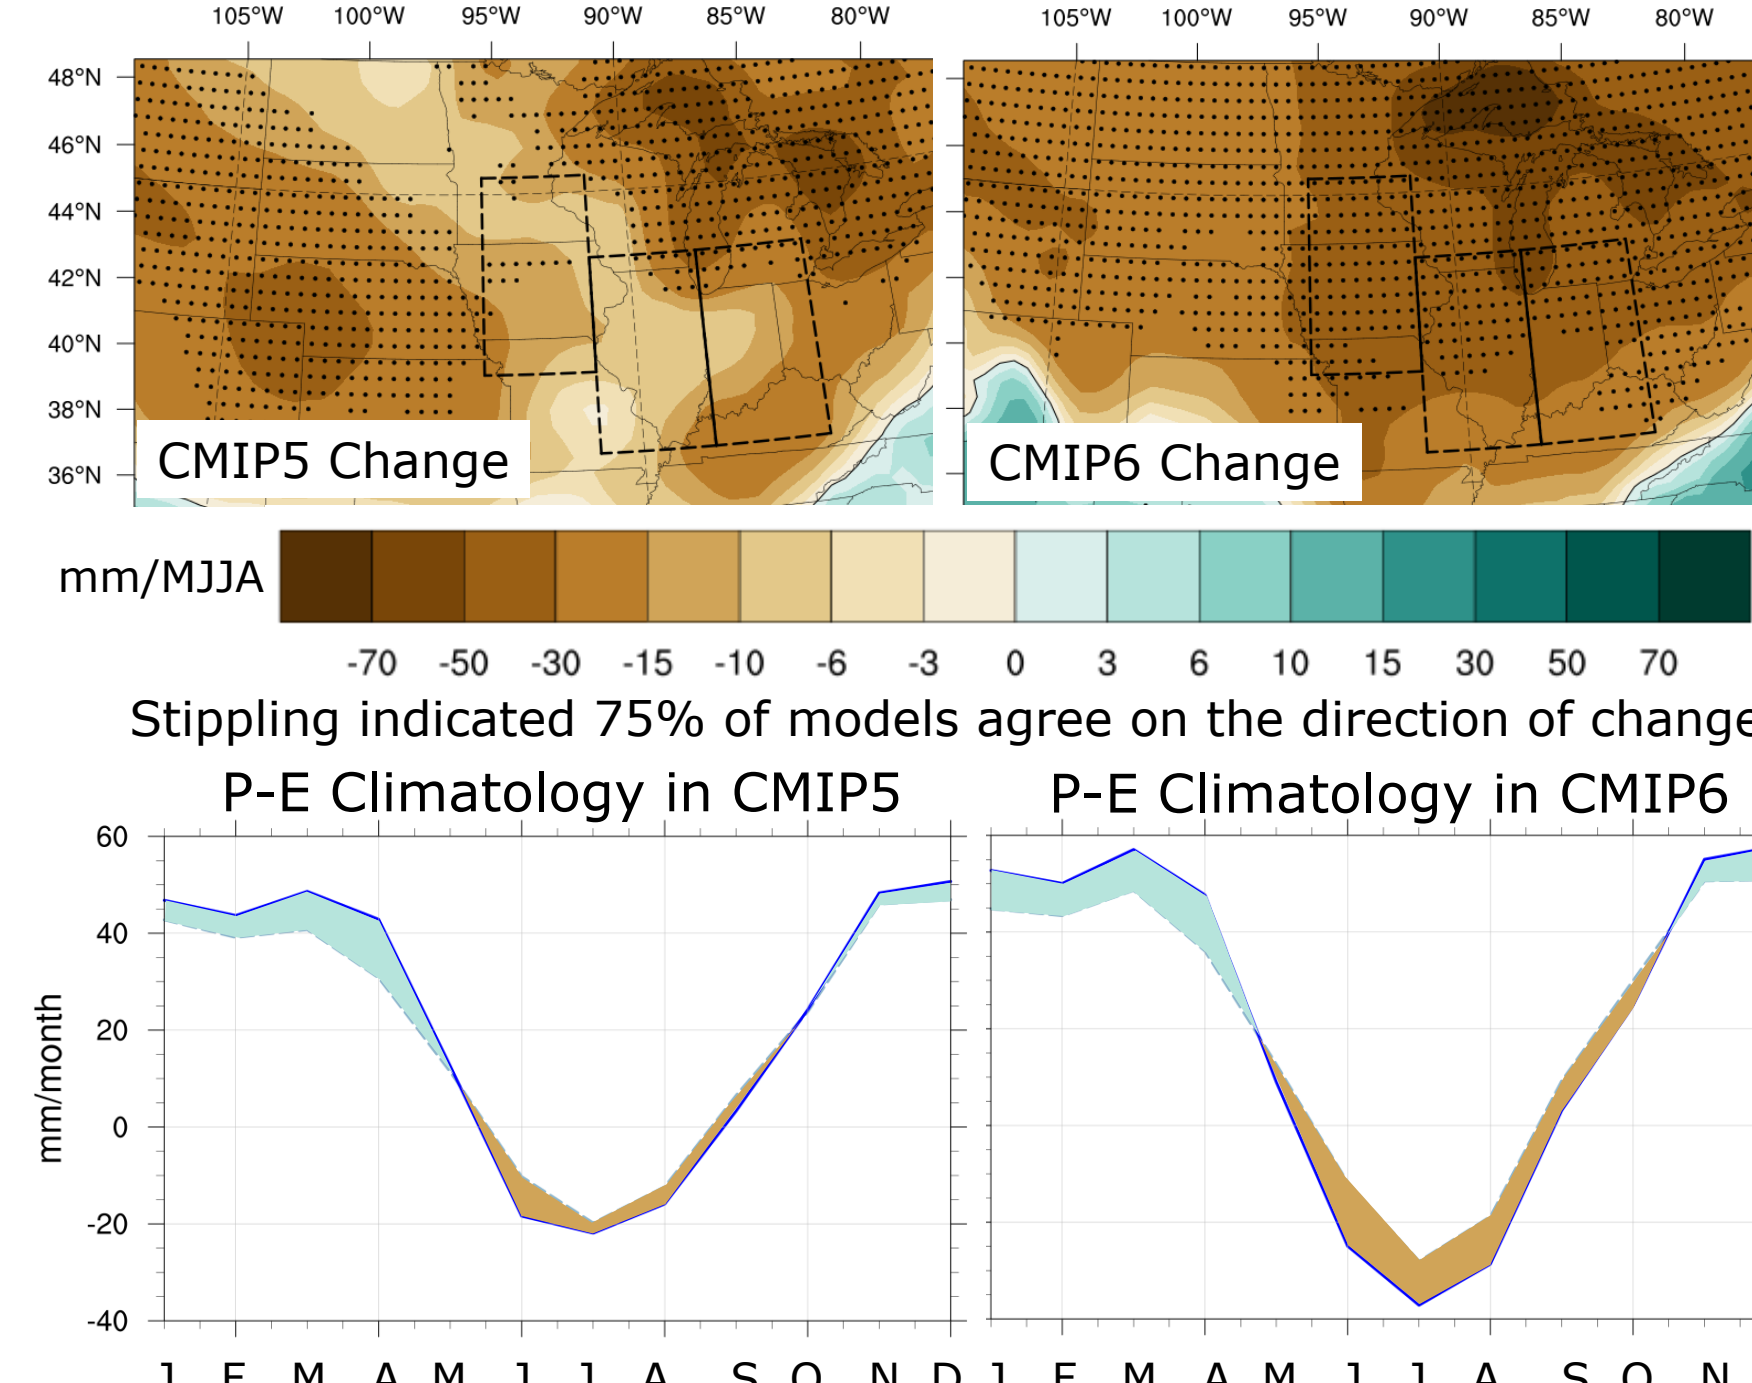 105°W 100°W 95°W 90°W 85°W 80°W 105°W 100°W 95°W 90°W 85°W 80°W
48°N
46°N
44°N
42°N
40°N
38°N
36°N
CMIP5 Change CMIP6 Change
mm/MJJA
-70 -50 -30 -15 -10 -6 -3 0 3 6 10 15 30 50 70
Stippling indicated 75% of models agree on the direction of change
P-E Climatology in CMIP5 P-E Climatology in CMIP6
60
40
20
0
-20
-40
mm/month
J F M A M J J A S O N D J F M A M J J A S O N